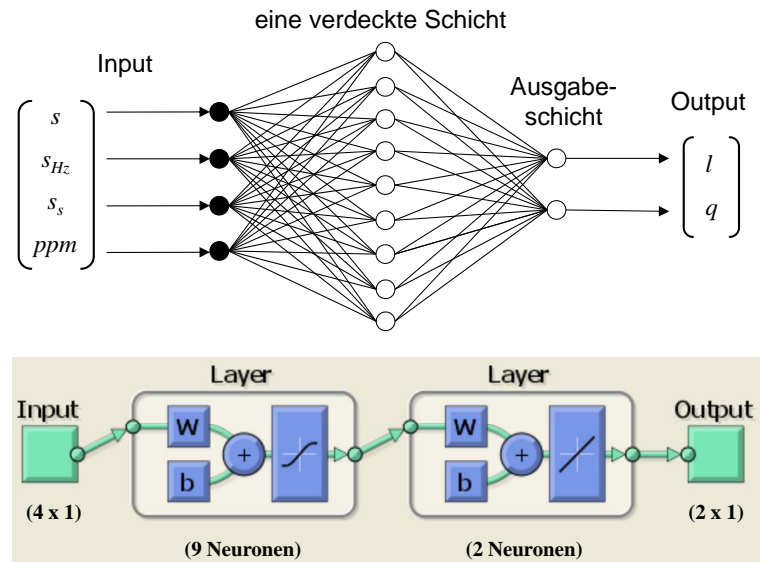 eine verdeckte Schicht
Input
Ausgabe-
schicht
Output
s
s_Hz
s_s
ppm
l
q
Layer
Layer
Input
Output
W
b
+
W
b
+
(4 x 1)
(9 Neuronen)
(2 Neuronen)
(2 x 1)